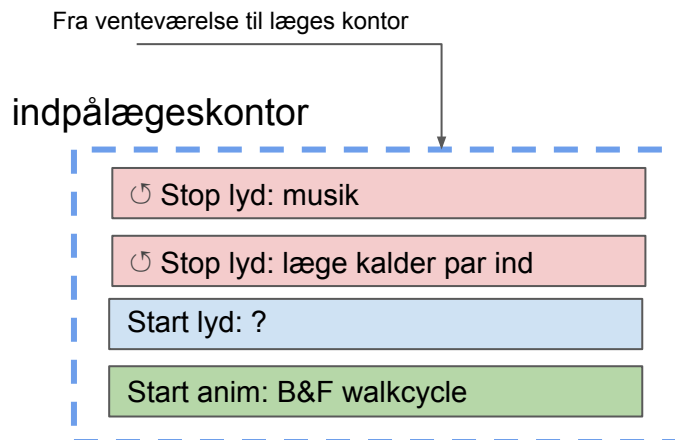 Fra venteværelse til læges kontor
indpålægeskontor
↺ Stop lyd: musik
↺ Stop lyd: læge kalder par ind
Start lyd: ?
Start anim: B&F walkcycle